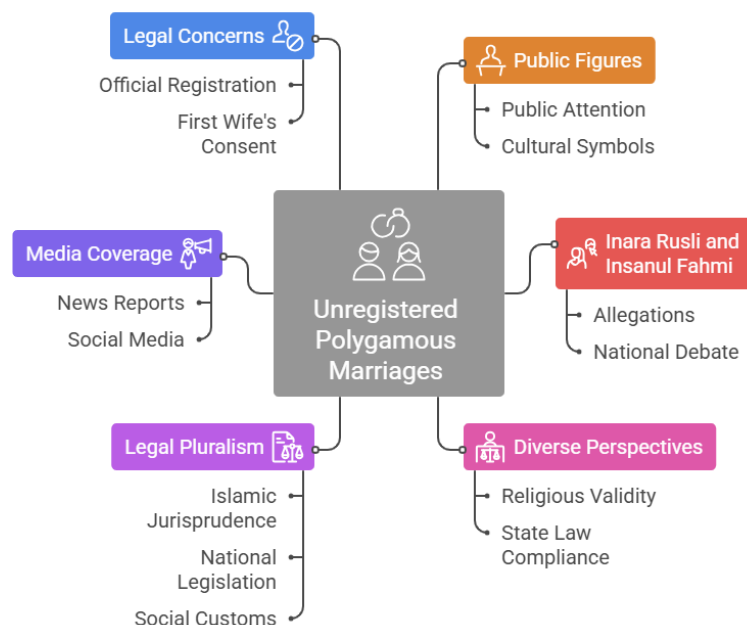 Legal Concerns
Official Registration
First Wife's
Consent
Public Figures
Public Attention
Cultural Symbols
Media Coverage
News Reports
Social Media
Unregistered
Polygamous
Marriages
Inara Rusli and
Insanul Fahmi
Allegations
National Debate
Legal Pluralism
Islamic
Jurisprudence
National
Legislation
Social Customs
Diverse Perspectives
Religious Validity
State Law
Compliance